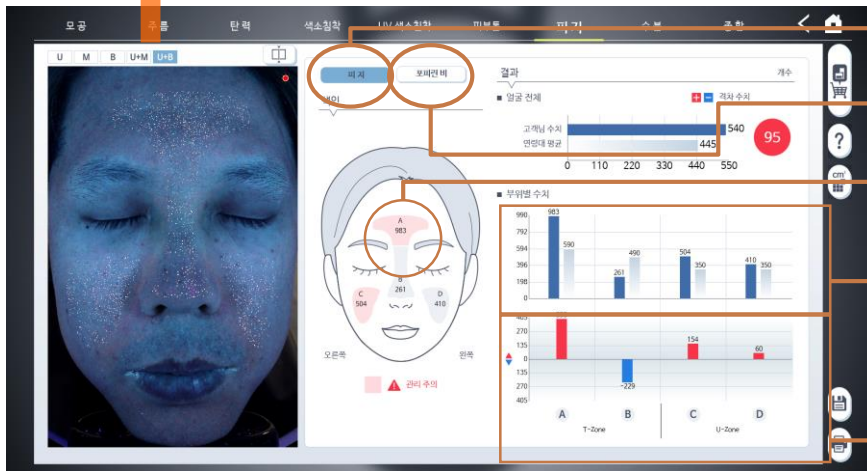 모공 주름 탄력 색소침착 UV 색소침착 피부톤 피지 수분 종합
U M B U+M U+B
피지 포피린 비
결과 개수
얼굴 전체 + - 격차 수치
고객님 수치 540
연령대 평균 445
95
0 110 220 330 440 550
?
cm²
A
983
B
261
C
504
D
410
오른쪽 왼쪽
관리 주의
부위별 수치
990
792
594
396
198
0
983 590 261 490 504 350 410 350
405
270
135
0
135
270
405
-229 154 60
A B C D
T-Zone U-Zone